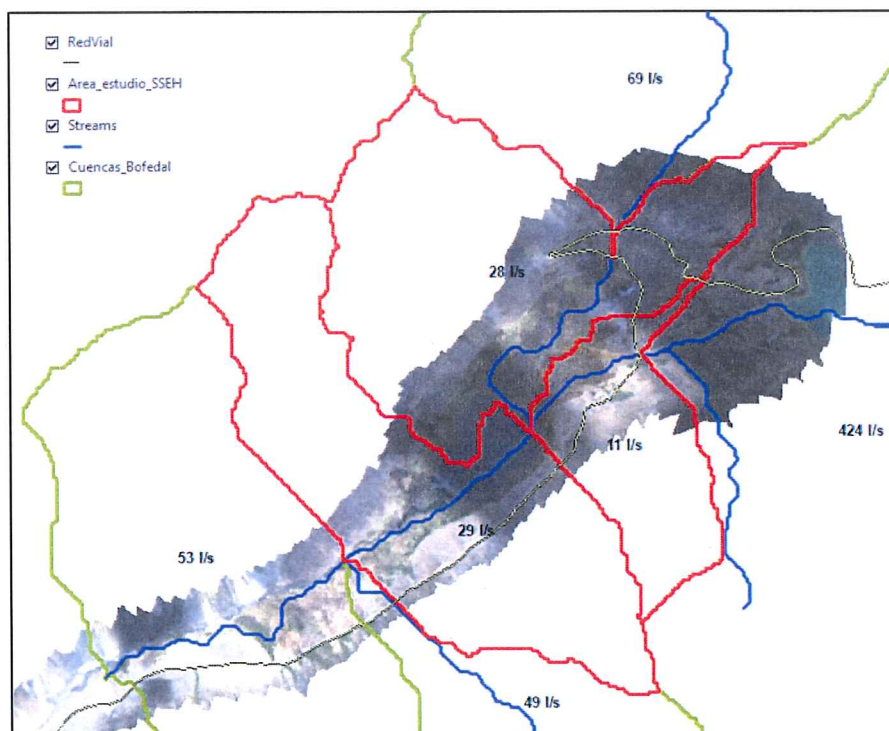 RedVial
Area_estudio_SSEH
Streams
Cuencas_Bofedal
69 l/s
28 l/s
424 l/s
11 l/s
29 l/s
53 l/s
49 l/s